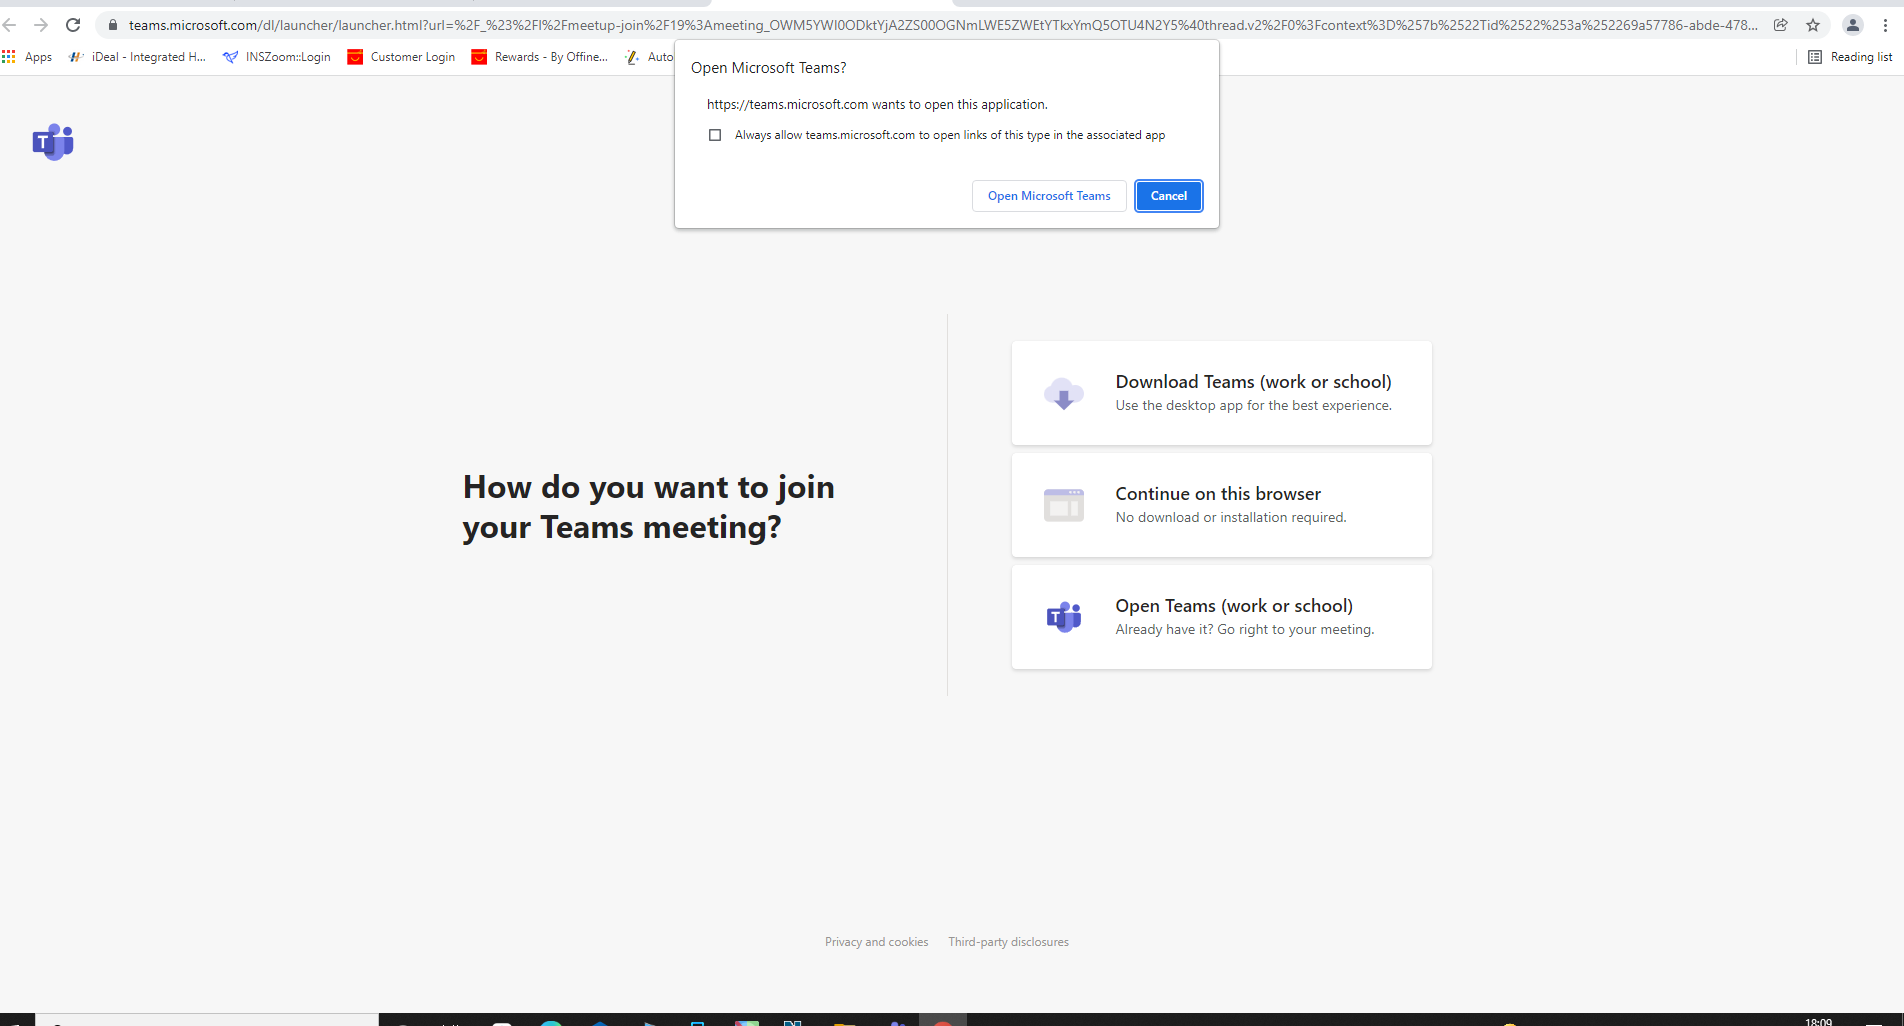 teams.microsoft.com/dl/launcher/launcher.html?url=%2F_%23%2Fl%2Fmeetup-join%2F19%3Ameeting_OWM5YWI0ODktYjA2ZS00OGNmLWE5ZWEtYTkxYmQ5OTU4N2Y5%40thread.v2%2F0%3Fcontext%3D%257b%2522Tid%2522%253a%252269a57786-abde-478...
Apps
iDeal - Integrated H...
INSZoom::Login
Customer Login
Rewards - By Offine...
Auto
Reading list
Open Microsoft Teams?
https://teams.microsoft.com wants to open this application.
Always allow teams.microsoft.com to open links of this type in the associated app
Open Microsoft Teams
Cancel
How do you want to join
your Teams meeting?
Download Teams (work or school)
Use the desktop app for the best experience.
Continue on this browser
No download or installation required.
Open Teams (work or school)
Already have it? Go right to your meeting.
Privacy and cookies
Third-party disclosures
18:09